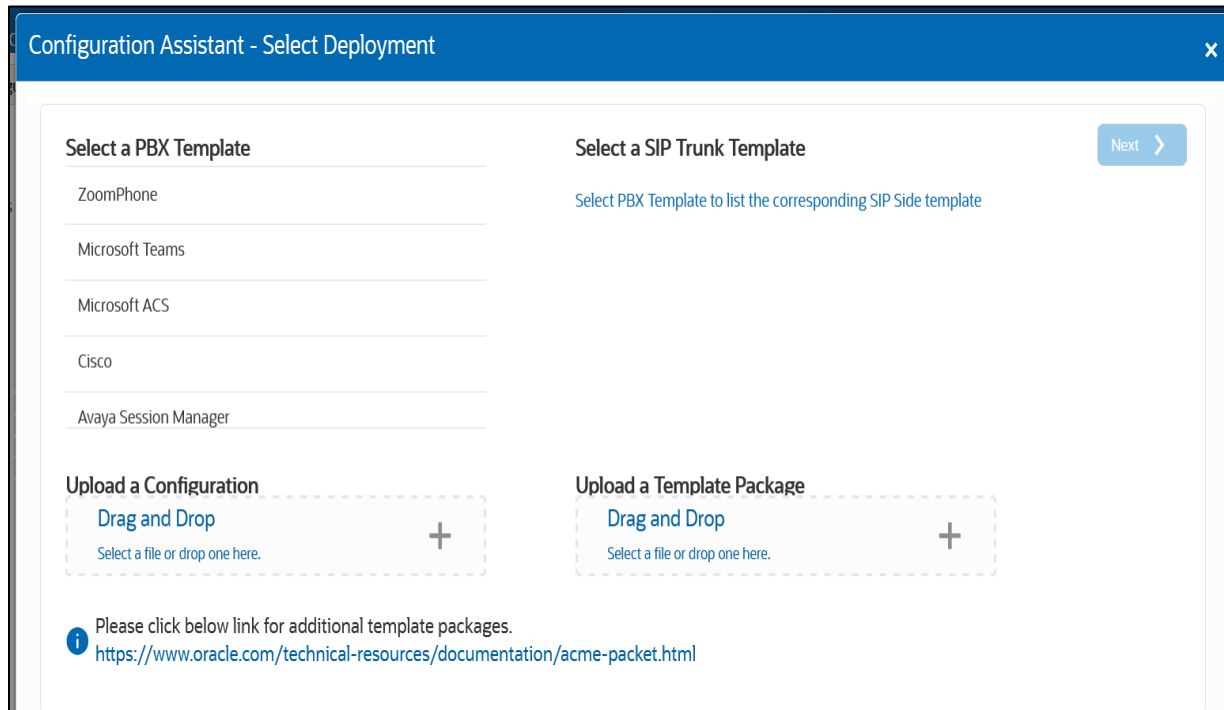 Configuration Assistant - Select Deployment
Select a PBX Template
ZoomPhone
Microsoft Teams
Microsoft ACS
Cisco
Avaya Session Manager
Select a SIP Trunk Template
Select PBX Template to list the corresponding SIP Side template
Next
Upload a Configuration
Drag and Drop
Select a file or drop one here.
Upload a Template Package
Drag and Drop
Select a file or drop one here.
Please click below link for additional template packages.
https://www.oracle.com/technical-resources/documentation/acme-packet.html